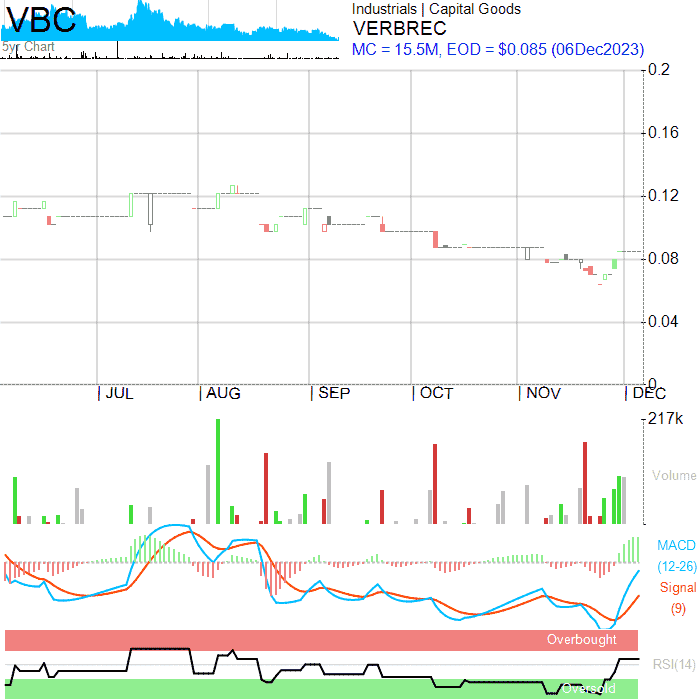 VBC
5yr Chart
Industrials | Capital Goods
VERBREC
MC = 15.5M, EOD = $0.085 (06Dec2023)
0.2
0.16
0.12
0.08
0.04
0
JUL AUG SEP OCT NOV DEC
217k
Volume
MACD
(12-26)
Signal
(9)
Overbought
RSI(14)
Oversold